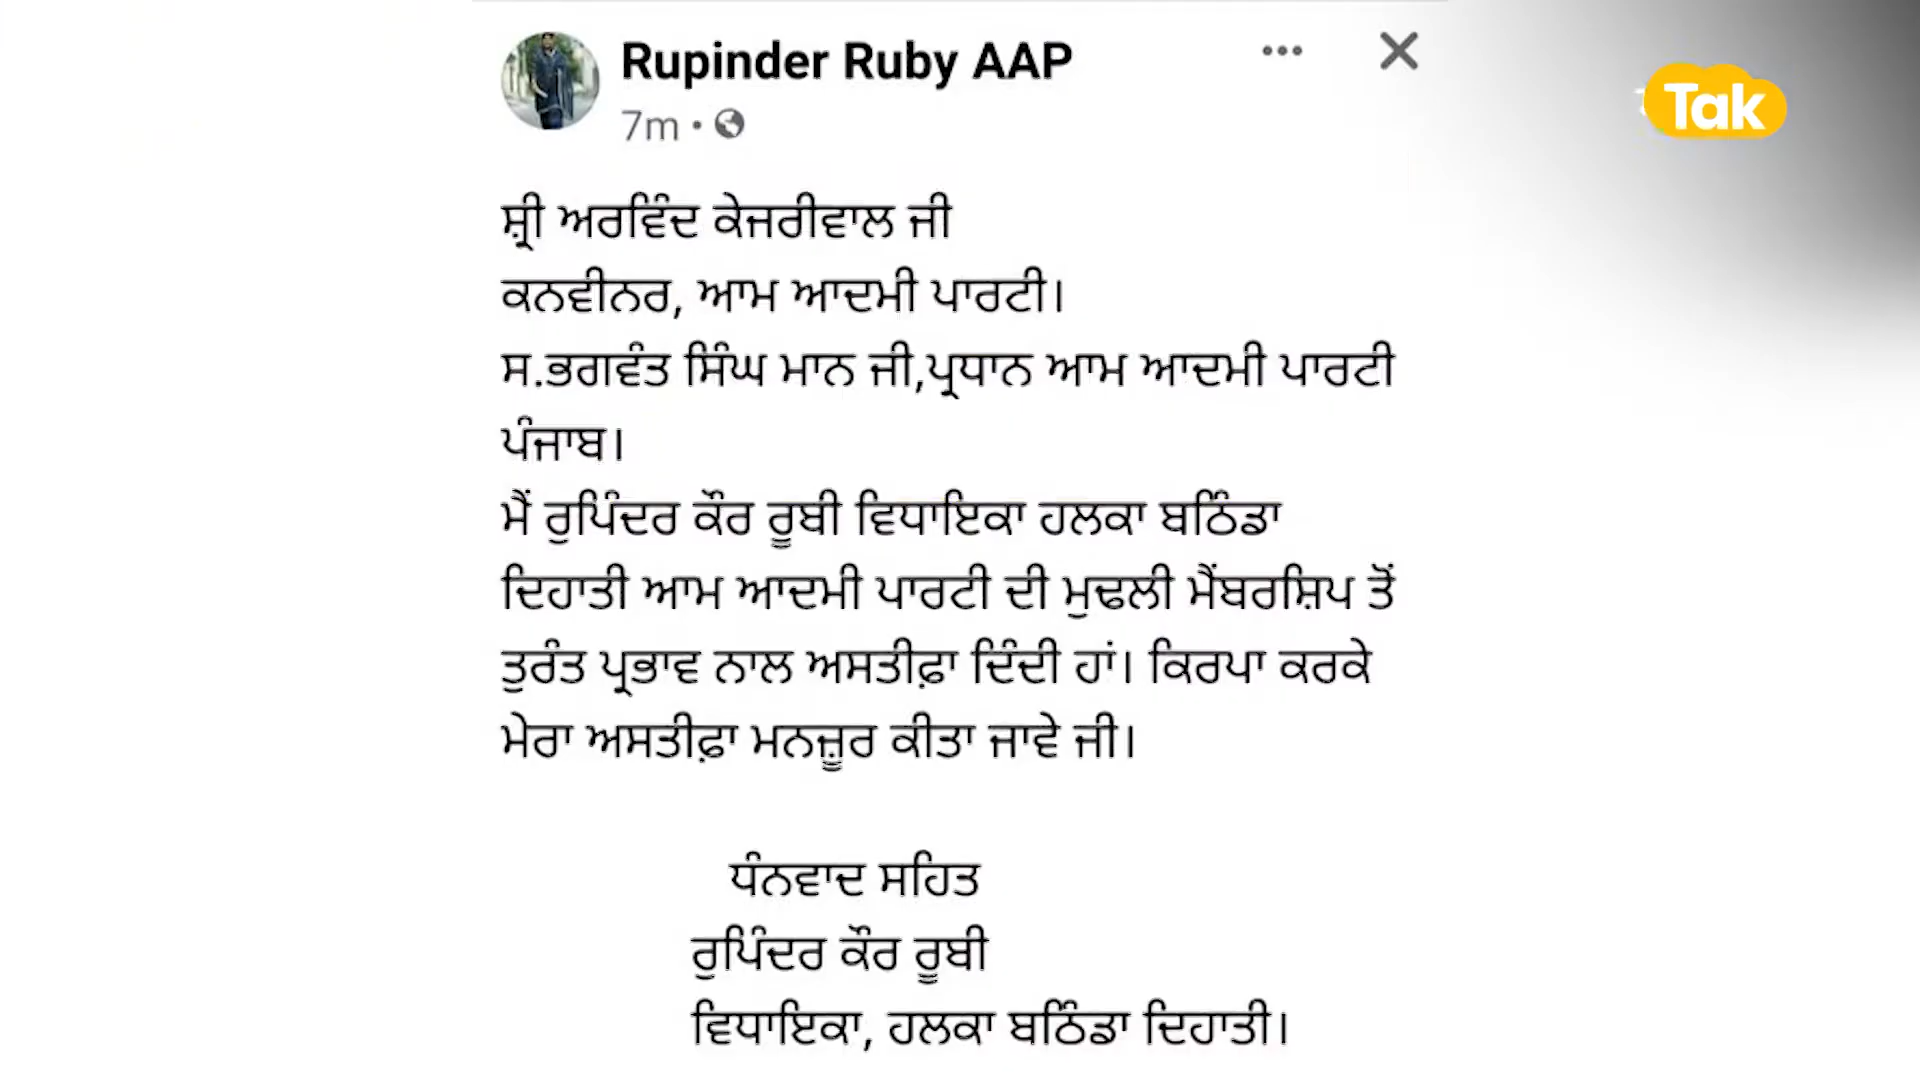 Rupinder Ruby AAP
Tak
7m •
ਸ਼੍ਰੀ ਅਰਵਿੰਦ ਕੇਜਰੀਵਾਲ ਜੀ
ਕਨਵੀਨਰ, ਆਮ ਆਦਮੀ ਪਾਰਟੀ।
ਸ.ਭਗਵੰਤ ਸਿੰਘ ਮਾਨ ਜੀ,ਪ੍ਰਧਾਨ ਆਮ ਆਦਮੀ ਪਾਰਟੀ
ਪੰਜਾਬ।
ਮੈਂ ਰੁਪਿੰਦਰ ਕੌਰ ਰੂਬੀ ਵਿਧਾਇਕਾ ਹਲਕਾ ਬਠਿੰਡਾ
ਦਿਹਾਤੀ ਆਮ ਆਦਮੀ ਪਾਰਟੀ ਦੀ ਮੁਢਲੀ ਮੈਂਬਰਸ਼ਿਪ ਤੋਂ
ਤੁਰੰਤ ਪ੍ਰਭਾਵ ਨਾਲ ਅਸਤੀਫ਼ਾ ਦਿੰਦੀ ਹਾਂ। ਕਿਰਪਾ ਕਰਕੇ
ਮੇਰਾ ਅਸਤੀਫ਼ਾ ਮਨਜ਼ੂਰ ਕੀਤਾ ਜਾਵੇ ਜੀ।
ਧੰਨਵਾਦ ਸਹਿਤ
ਰੁਪਿੰਦਰ ਕੌਰ ਰੂਬੀ
ਵਿਧਾਇਕਾ, ਹਲਕਾ ਬਠਿੰਡਾ ਦਿਹਾਤੀ।